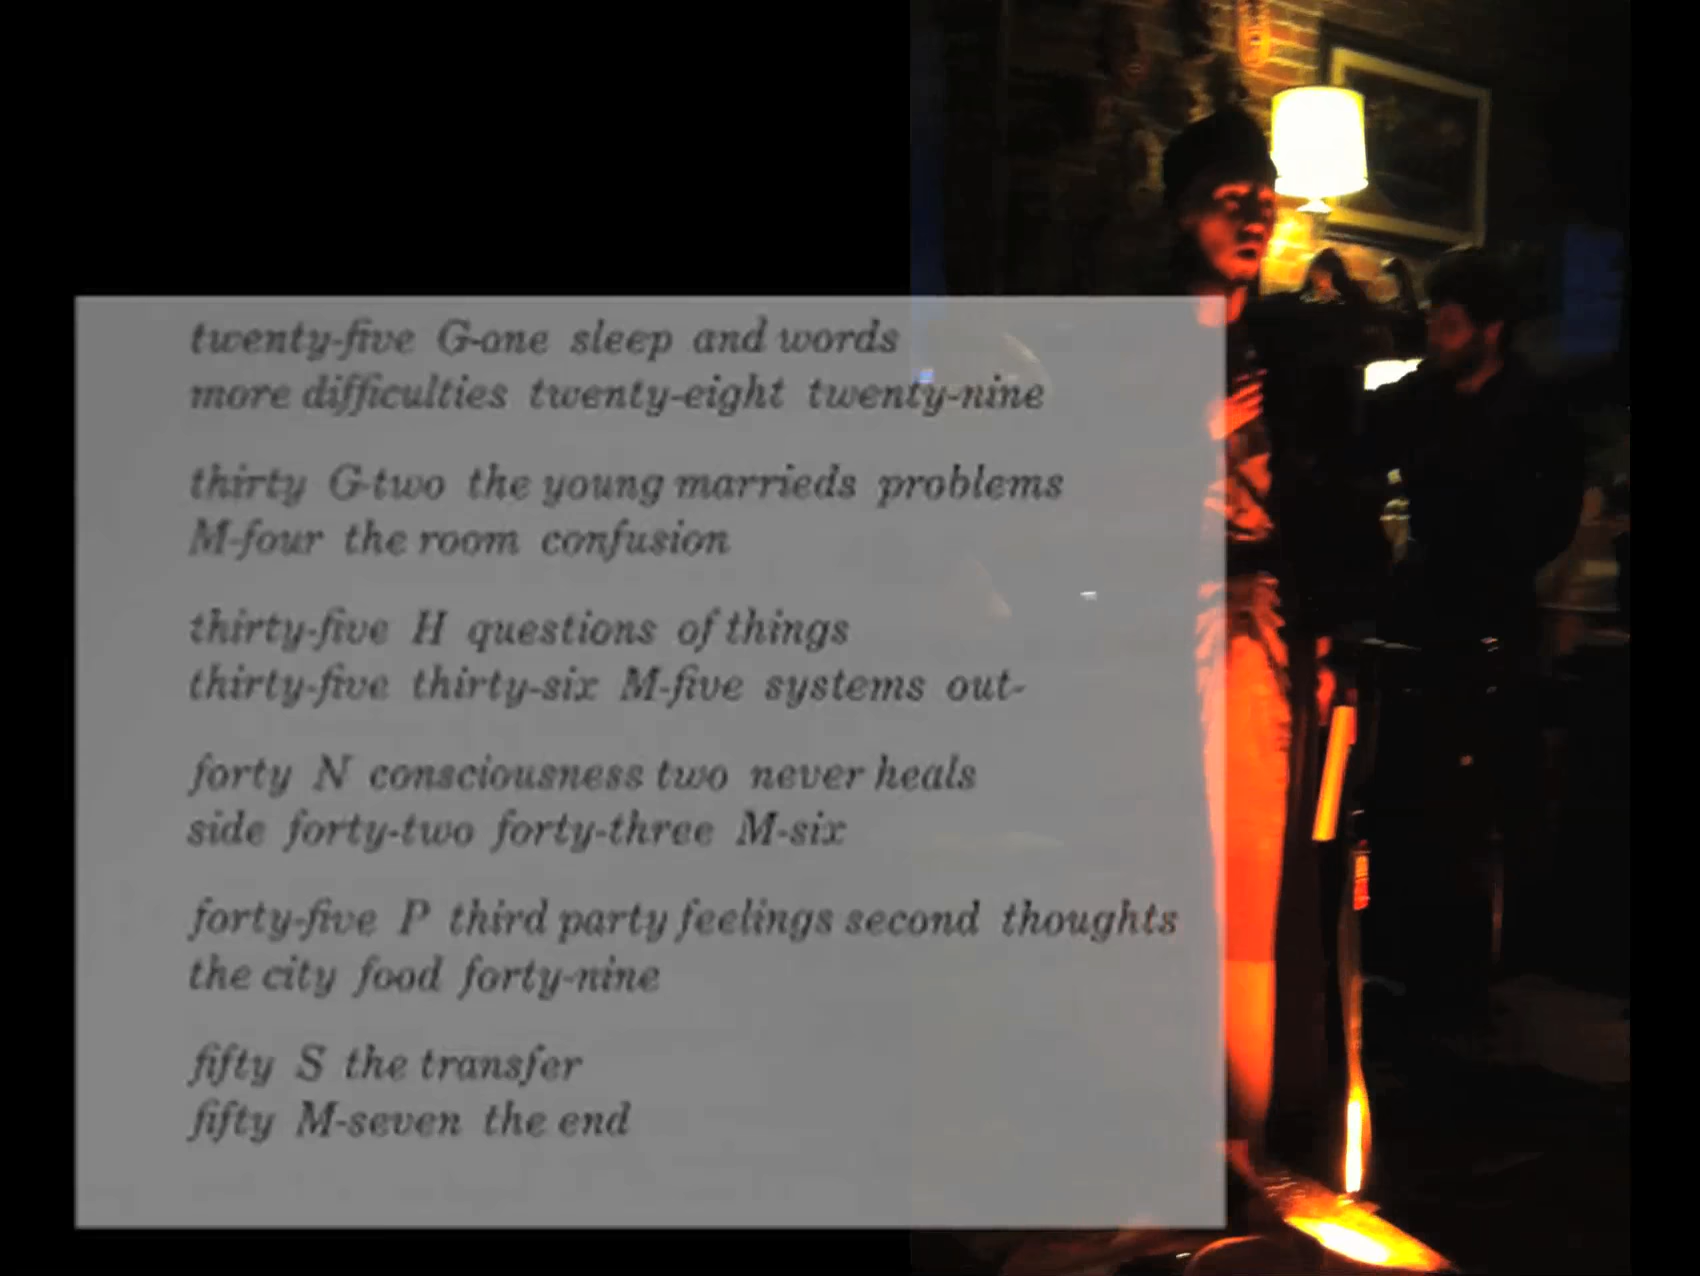 twenty-five G-one sleep and words
more difficulties twenty-eight twenty-nine
thirty G-two the young marrieds problems
M-four the room confusion
thirty-five H questions of things
thirty-five thirty-six M-five systems out-
forty N consciousness two never heals
side forty-two forty-three M-six
forty-five P third party feelings second thoughts
the city food forty-nine
fifty S the transfer
fifty M-seven the end